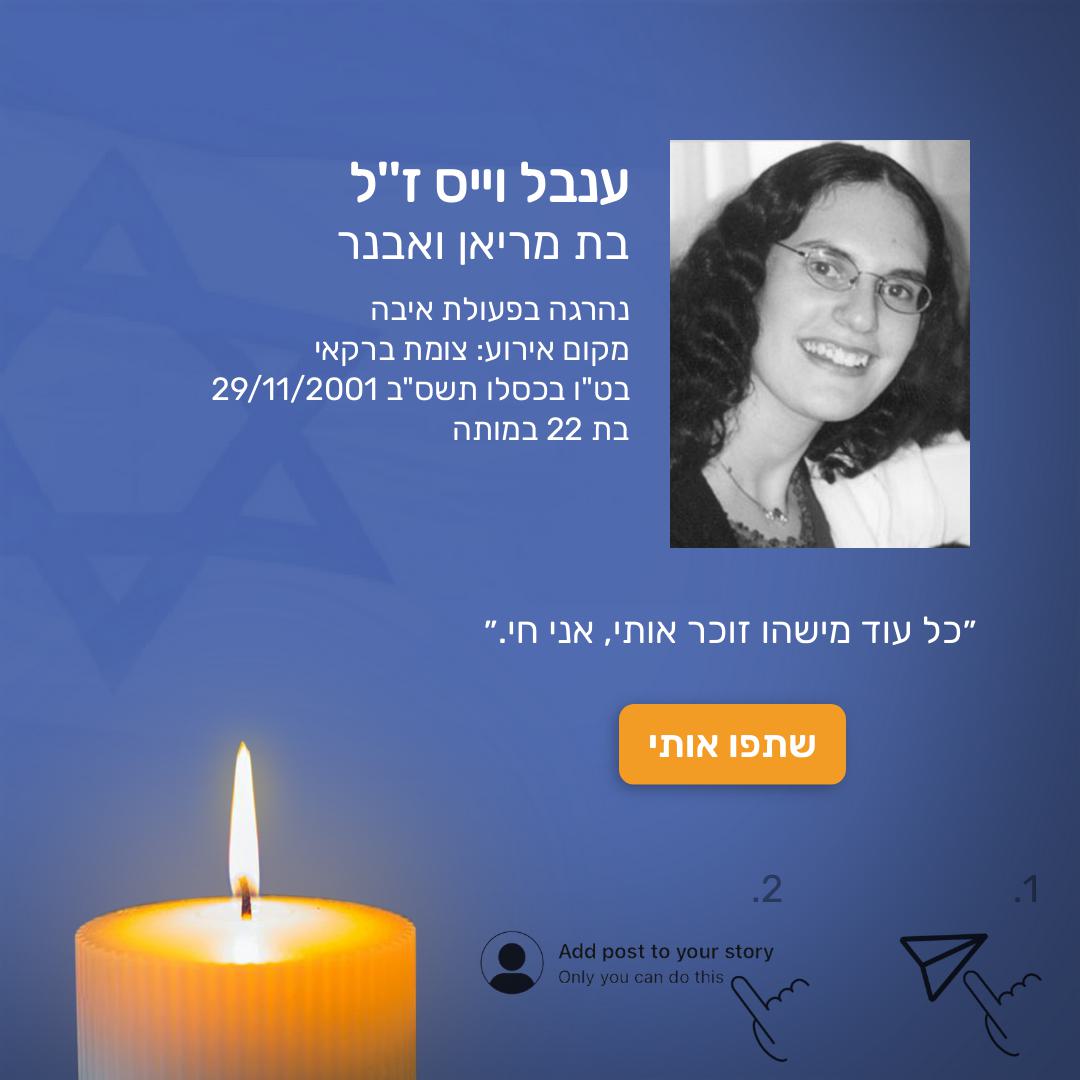 ענבל וייס ז"ל
בת מריאן ואבנר
נהרגה בפעולת איבה
מקום אירוע: צומת ברקאי
בט"ו בכסלו תשס"ב 29/11/2001
בת 22 במותה
״כל עוד מישהו זוכר אותי, אני חי.״
שתפו אותי
1.
2.
Add post to your story
Only you can do this